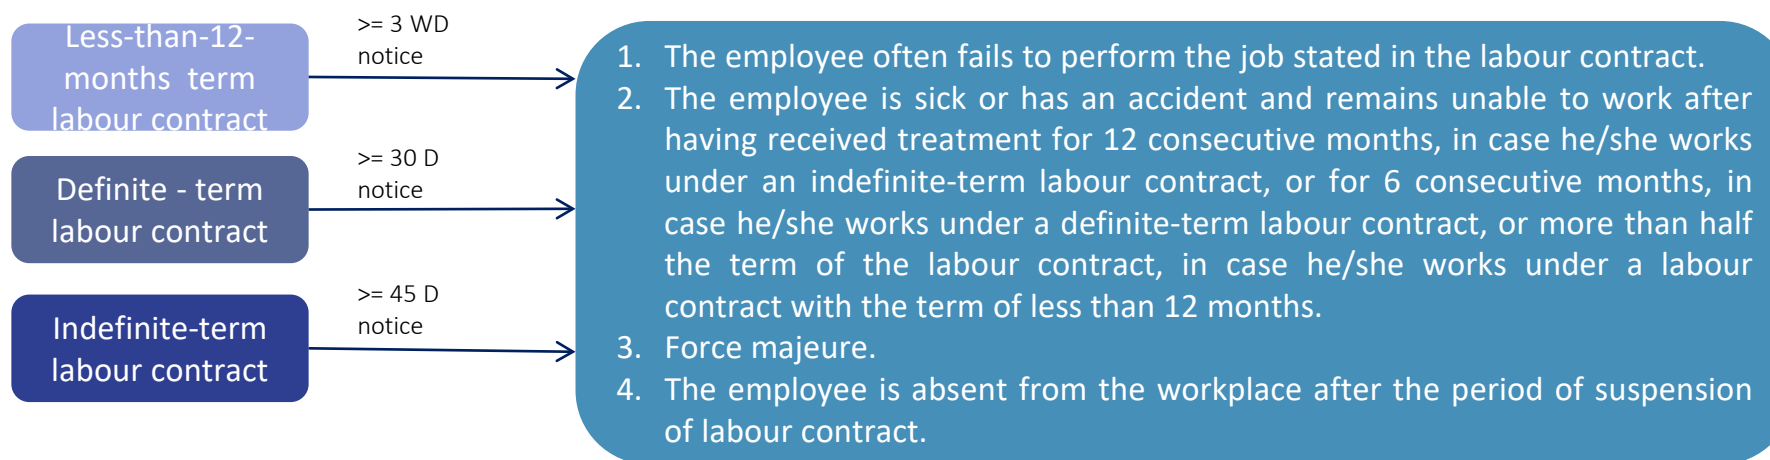 Less-than-12-
months term
labour contract
>= 3 WD
notice
Definite - term
labour contract
>= 30 D
notice
Indefinite-term
labour contract
>= 45 D
notice
1. The employee often fails to perform the job stated in the labour contract.
2. The employee is sick or has an accident and remains unable to work after
having received treatment for 12 consecutive months, in case he/she works
under an indefinite-term labour contract, or for 6 consecutive months, in
case he/she works under a definite-term labour contract, or more than half
the term of the labour contract, in case he/she works under a labour
contract with the term of less than 12 months.
3. Force majeure.
4. The employee is absent from the workplace after the period of suspension
of labour contract.